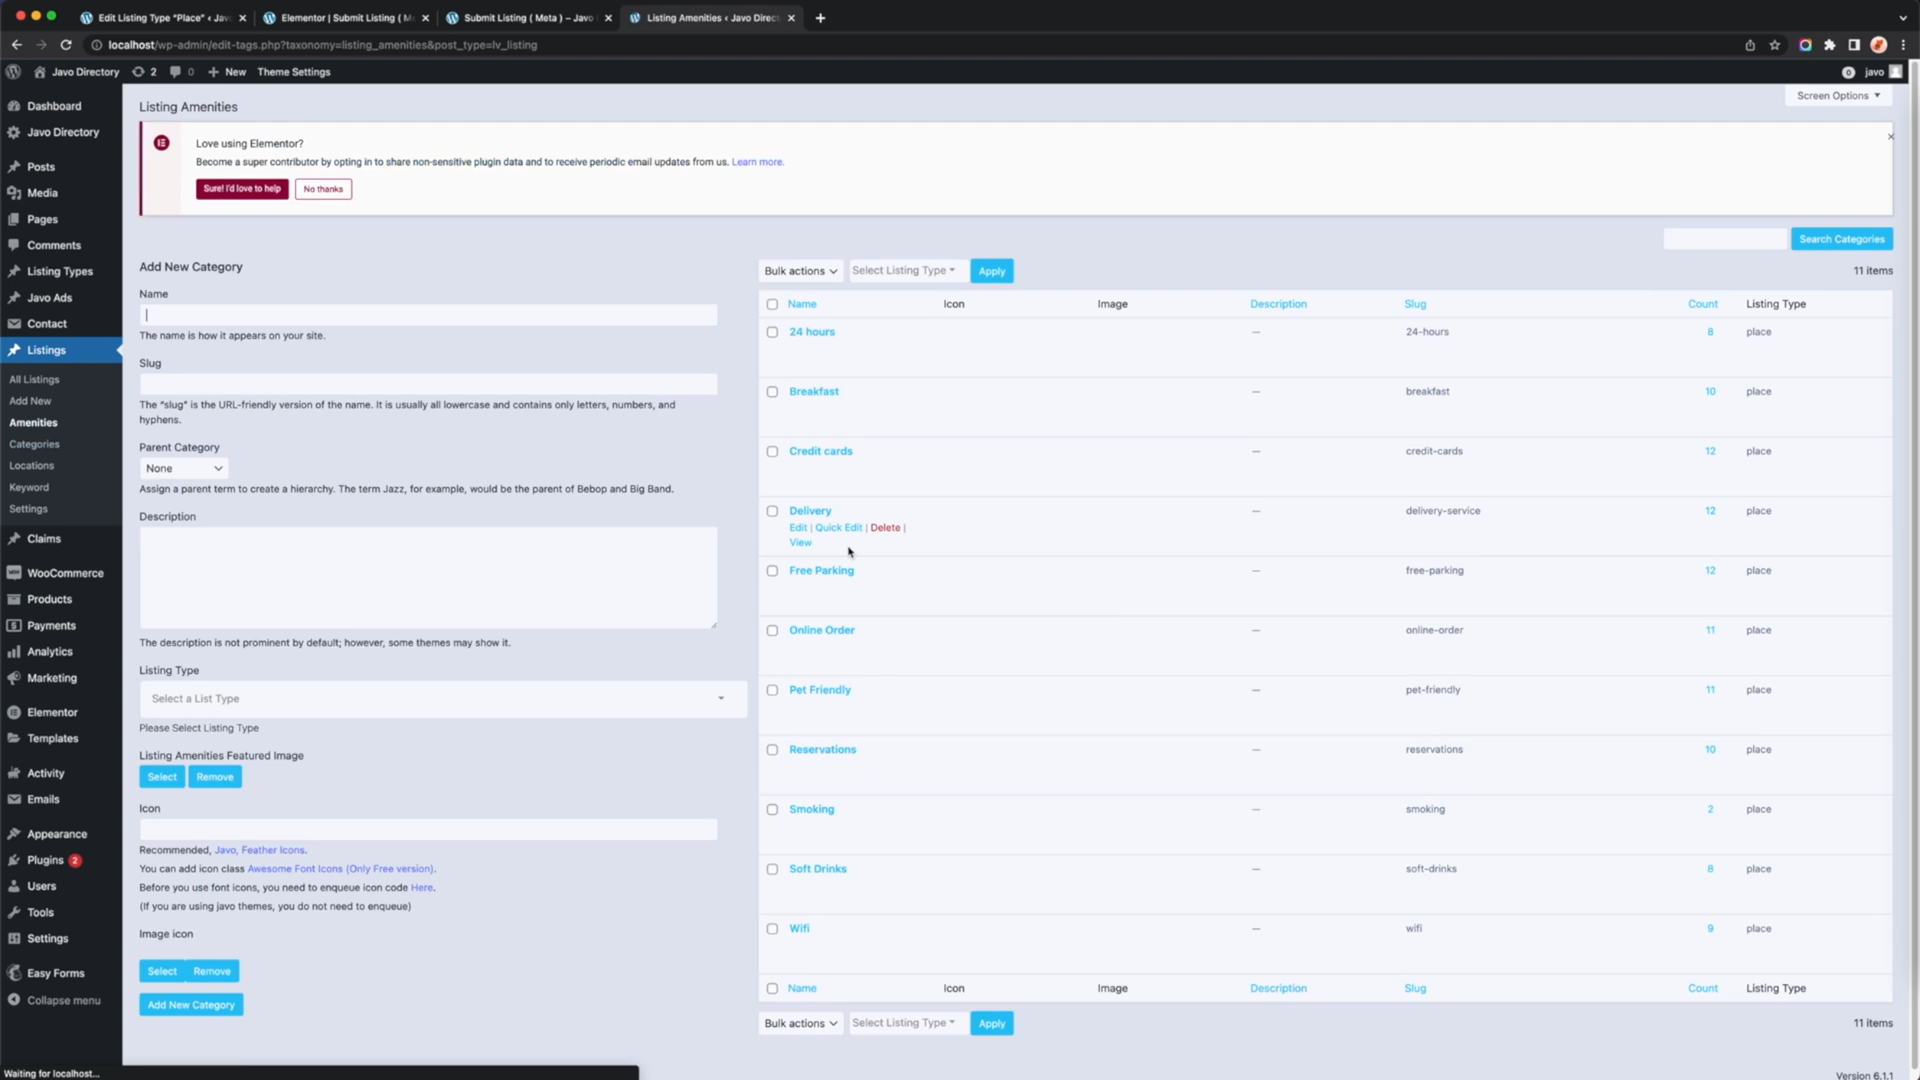 Edit Listing Type "Place" ‹ Jav
Elementor | Submit Listing ( M
Submit Listing ( Meta ) – Javo
Listing Amenities ‹ Javo Direct
localhost/wp-admin/edit-tags.php?taxonomy=listing_amenities&post_type=lv_listing
Javo Directory
2
0
New
Theme Settings
0
javo
Dashboard
Javo Directory
Posts
Media
Pages
Comments
Listing Types
Javo Ads
Contact
Listings
All Listings
Add New
Amenities
Categories
Locations
Keyword
Settings
Claims
WooCommerce
Products
Payments
Analytics
Marketing
Elementor
Templates
Activity
Emails
Appearance
Plugins 2
Users
Tools
Settings
Easy Forms
Collapse menu
Waiting for localhost...
Listing Amenities
Screen Options
Love using Elementor?
Become a super contributor by opting in to share non-sensitive plugin data and to receive periodic email updates from us. Learn more.
Sure! I'd love to help
No thanks
Search Categories
Add New Category
Name
The name is how it appears on your site.
Slug
The "slug" is the URL-friendly version of the name. It is usually all lowercase and contains only letters, numbers, and
hyphens.
Parent Category
None
Assign a parent term to create a hierarchy. The term Jazz, for example, would be the parent of Bebop and Big Band.
Description
The description is not prominent by default; however, some themes may show it.
Listing Type
Select a List Type
Please Select Listing Type
Listing Amenities Featured Image
Select
Remove
Icon
Recommended, Javo, Feather Icons.
You can add icon class Awesome Font Icons (Only Free version).
Before you use font icons, you need to enqueue icon code Here.
(If you are using javo themes, you do not need to enqueue)
Image icon
Select
Remove
Add New Category
Bulk actions
Select Listing Type
Apply
11 items
Name Icon Image Description Slug Count Listing Type
24 hours — 24-hours 8 place
Breakfast — breakfast 10 place
Credit cards — credit-cards 12 place
Delivery — delivery-service 12 place
Edit | Quick Edit | Delete |
View
Free Parking — free-parking 12 place
Online Order — online-order 11 place
Pet Friendly — pet-friendly 11 place
Reservations — reservations 10 place
Smoking — smoking 2 place
Soft Drinks — soft-drinks 8 place
Wifi — wifi 9 place
Name Icon Image Description Slug Count Listing Type
Bulk actions
Select Listing Type
Apply
11 items
Version 6.1.1